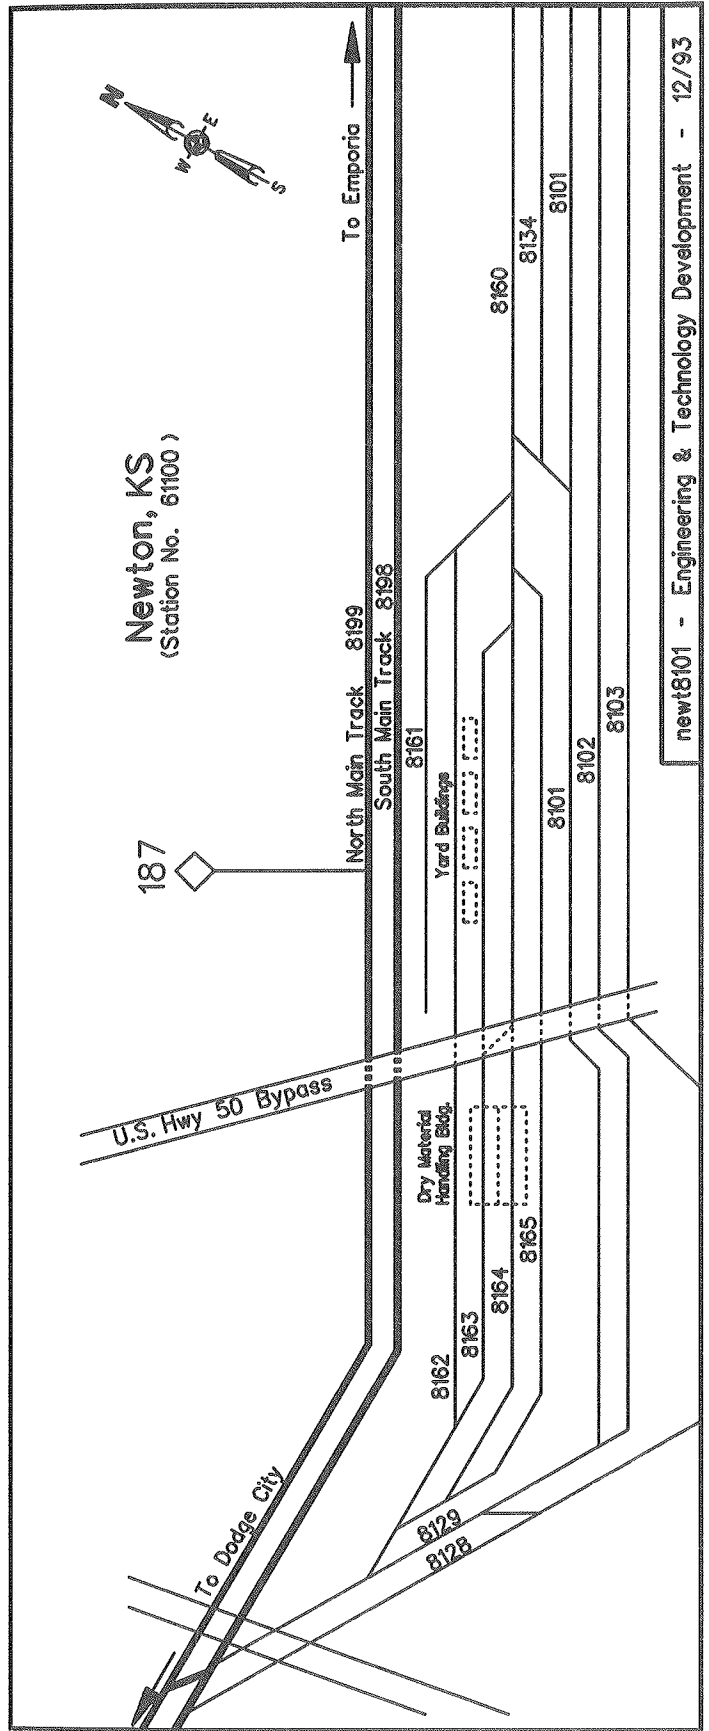 N
E
W
S
To Emporia
Newton, KS
(Station No. 61100)
187
North Main Track 8199
South Main Track 8198
8160
8134
8101
8161
Yard Buildings
8101
8102
8103
U.S. Hwy 50 Bypass
Dry Material
Handling Bldg.
8162
8163
8164
8165
To Dodge City
8129
8128
newt8101 - Engineering & Technology Development - 12/93